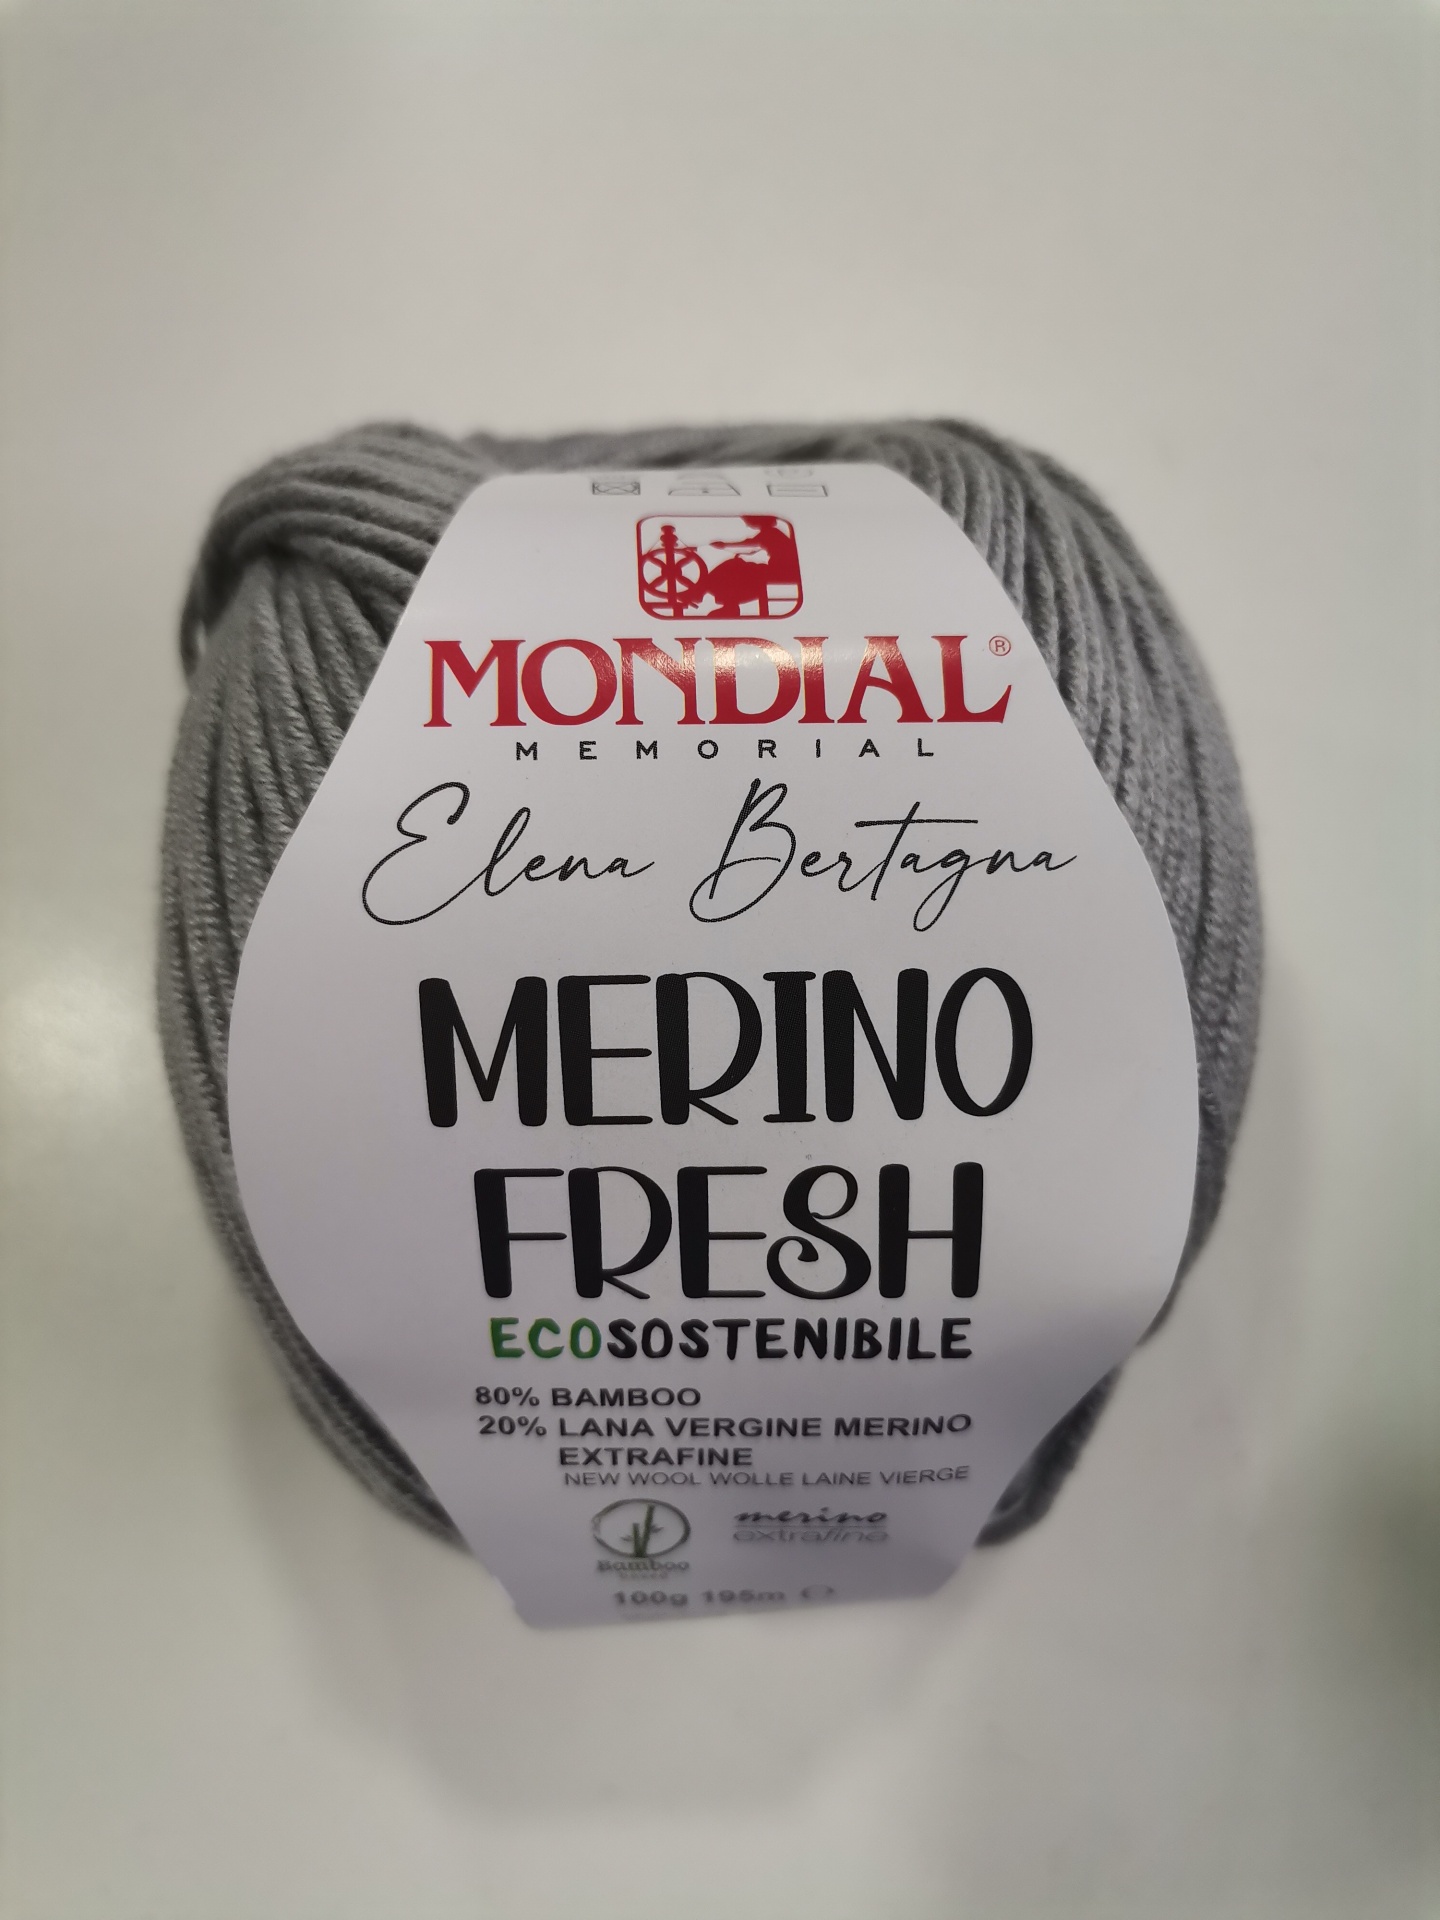 MONDIAL®
MEMORIAL
Elena Bertagna
MERINO
FRESH
ECOSOSTENIBILE
80% BAMBOO
20% LANA VERGINE MERINO
EXTRAFINE
NEW WOOL WOLLE LAINE VIERGE
merino
extrafine
Bamboo
100g 195m ℮